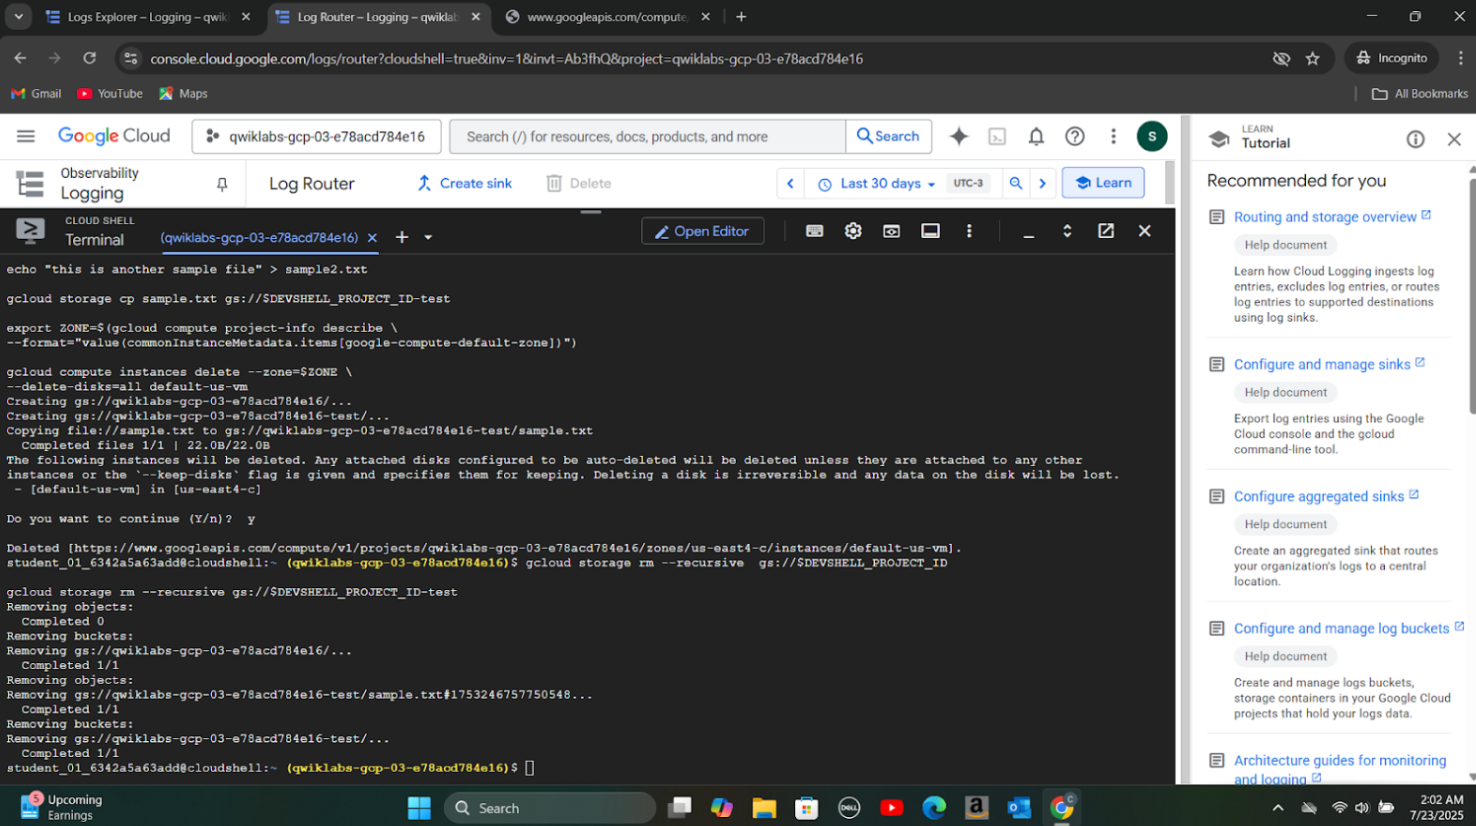 Logs Explorer – Logging – qwikl
Log Router – Logging – qwiklab
www.googleapis.com/compute/
console.cloud.google.com/logs/router?cloudshell=true&inv=1&invt=Ab3fhQ&project=qwiklabs-gcp-03-e78acd784e16
Incognito
Gmail
YouTube
Maps
All Bookmarks
Google Cloud
qwiklabs-gcp-03-e78acd784e16
Search (/) for resources, docs, products, and more
Search
S
LEARN
Tutorial
Observability
Logging
Log Router
Create sink
Delete
Last 30 days
UTC-3
Learn
Recommended for you
CLOUD SHELL
Terminal
(qwiklabs-gcp-03-e78acd784e16)
Open Editor
echo "this is another sample file" > sample2.txt
gcloud storage cp sample.txt gs://$DEVSHELL_PROJECT_ID-test
export ZONE=$(gcloud compute project-info describe \
--format="value(commonInstanceMetadata.items[google-compute-default-zone])")
gcloud compute instances delete --zone=$ZONE \
--delete-disks=all default-us-vm
Creating gs://qwiklabs-gcp-03-e78acd784e16/...
Creating gs://qwiklabs-gcp-03-e78acd784e16-test/...
Copying file://sample.txt to gs://qwiklabs-gcp-03-e78acd784e16-test/sample.txt
Completed files 1/1 | 22.0B/22.0B
The following instances will be deleted. Any attached disks configured to be auto-deleted will be deleted unless they are attached to any other
instances or the `--keep-disks` flag is given and specifies them for keeping. Deleting a disk is irreversible and any data on the disk will be lost.
- [default-us-vm] in [us-east4-c]
Do you want to continue (Y/n)? y
Deleted [https://www.googleapis.com/compute/v1/projects/qwiklabs-gcp-03-e78acd784e16/zones/us-east4-c/instances/default-us-vm].
student_01_6342a5a63add@cloudshell:~ (qwiklabs-gcp-03-e78acd784e16)$ gcloud storage rm --recursive gs://$DEVSHELL_PROJECT_ID
gcloud storage rm --recursive gs://$DEVSHELL_PROJECT_ID-test
Removing objects:
Completed 0
Removing buckets:
Removing gs://qwiklabs-gcp-03-e78acd784e16/...
Completed 1/1
Removing objects:
Removing gs://qwiklabs-gcp-03-e78acd784e16-test/sample.txt#1753246757750548...
Completed 1/1
Removing buckets:
Removing gs://qwiklabs-gcp-03-e78acd784e16-test/...
Completed 1/1
student_01_6342a5a63add@cloudshell:~ (qwiklabs-gcp-03-e78acd784e16)$
Routing and storage overview
Help document
Learn how Cloud Logging ingests log
entries, excludes log entries, or routes
log entries to supported destinations
using log sinks.
Configure and manage sinks
Help document
Export log entries using the Google
Cloud console and the gcloud
command-line tool.
Configure aggregated sinks
Help document
Create an aggregated sink that routes
your organization's logs to a central
location.
Configure and manage log buckets
Help document
Create and manage logs buckets,
storage containers in your Google Cloud
projects that hold your logs data.
Architecture guides for monitoring
and logging
5
Upcoming
Earnings
Search
DELL
a
C
2:02 AM
7/23/2025